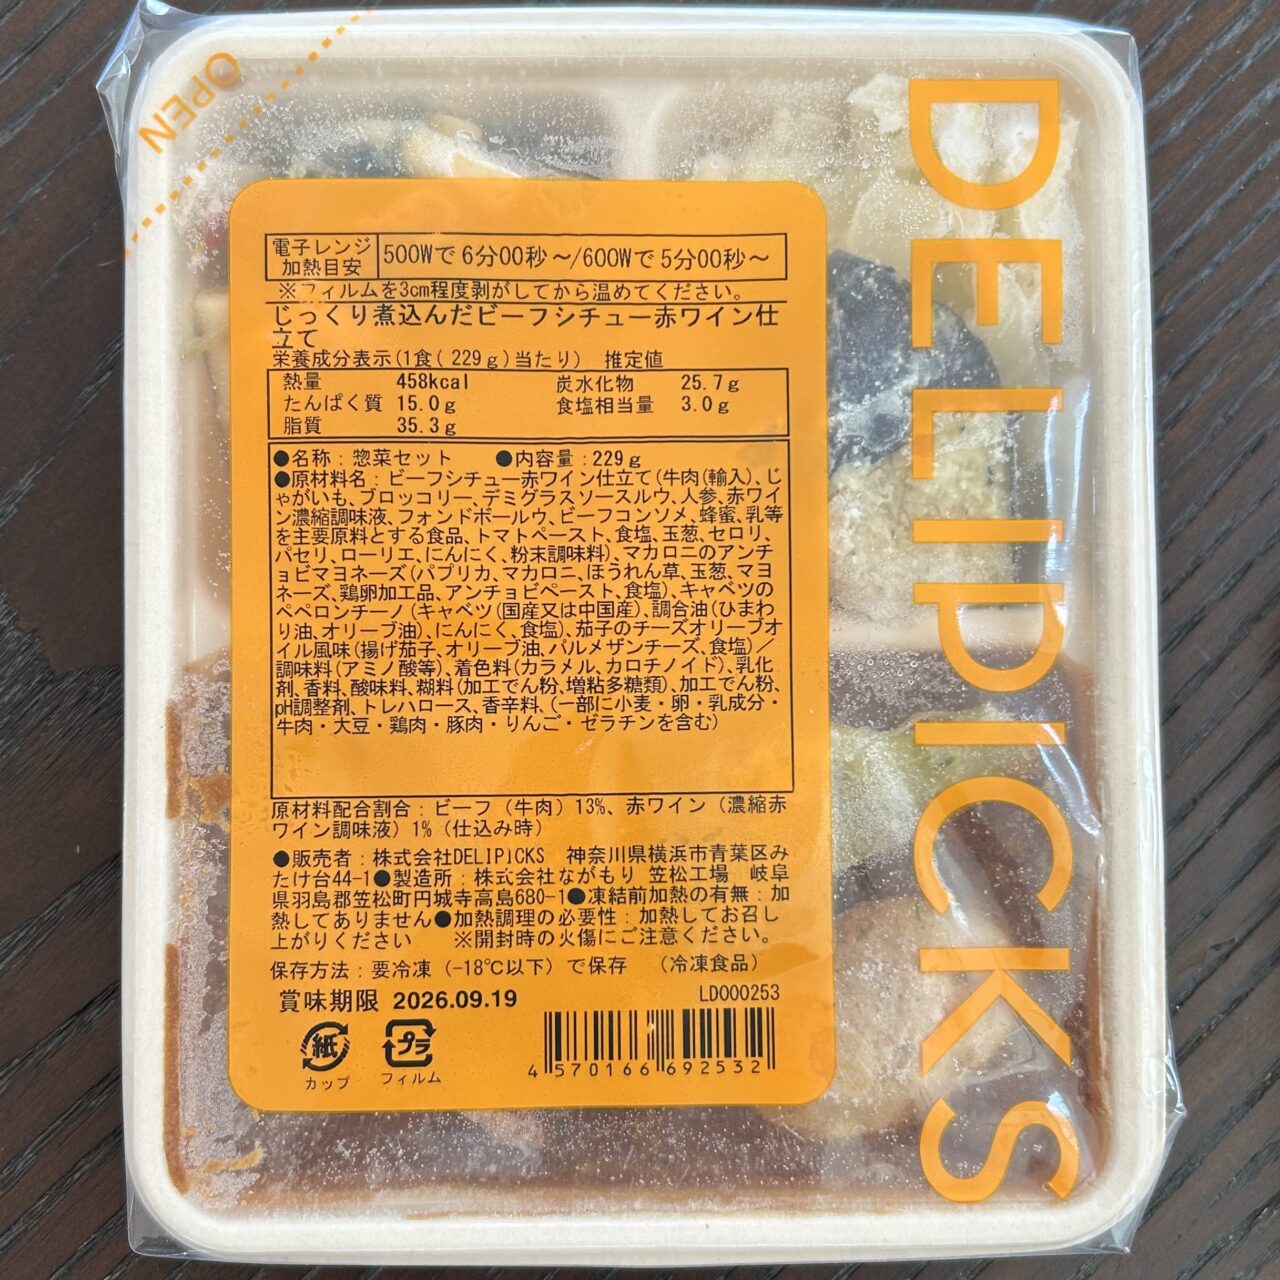 OPEN
DELIPICKS
電子レンジ
加熱目安
500Wで 6分00秒～/600Wで 5分00秒～
※フィルムを3cm程度剥がしてから温めてください。
じっくり煮込んだビーフシチュー赤ワイン仕
立て
栄養成分表示(1食(229g)当たり) 推定値
熱量 458kcal 炭水化物 25.7g
たんぱく質 15.0g 食塩相当量 3.0g
脂質 35.3g
●名称：惣菜セット ●内容量：229g
●原材料名：ビーフシチュー赤ワイン仕立て(牛肉(輸入)、じ
ゃがいも、ブロッコリー、デミグラスソースルウ、人参、赤ワイ
ン濃縮調味液、フォンドボールウ、ビーフコンソメ、蜂蜜、乳等
を主要原料とする食品、トマトペースト、食塩、玉葱、セロリ、
パセリ、ローリエ、にんにく、粉末調味料)、マカロニのアンチ
ョビマヨネーズ(パプリカ、マカロニ、ほうれん草、玉葱、マヨ
ネーズ、鶏卵加工品、アンチョビペースト、食塩)、キャベツの
ペペロンチーノ(キャベツ(国産又は中国産)、調合油(ひまわ
り油、オリーブ油)、にんにく、食塩)、茄子のチーズオリーブオ
イル風味(揚げ茄子、オリーブ油、パルメザンチーズ、食塩)／
調味料(アミノ酸等)、着色料(カラメル、カロチノイド)、乳化
剤、香料、酸味料、糊料(加工でん粉、増粘多糖類)、加工でん粉、
pH調整剤、トレハロース、香辛料、(一部に小麦・卵・乳成分・
牛肉・大豆・鶏肉・豚肉・りんご・ゼラチンを含む)
原材料配合割合：ビーフ（牛肉）13%、赤ワイン（濃縮赤
ワイン調味液）1%（仕込み時）
●販売者：株式会社DELIPICKS 神奈川県横浜市青葉区み
たけ台44-1●製造所：株式会社ながもり 笠松工場 岐阜
県羽島郡笠松町円城寺高島680-1●凍結前加熱の有無：加
熱してありません●加熱調理の必要性：加熱してお召し
上がりください ※開封時の火傷にご注意ください。
保存方法：要冷凍（-18℃以下）で保存 （冷凍食品）
賞味期限 2026.09.19
LD000253
紙
カップ
プラ
フィルム
4 570166 692532